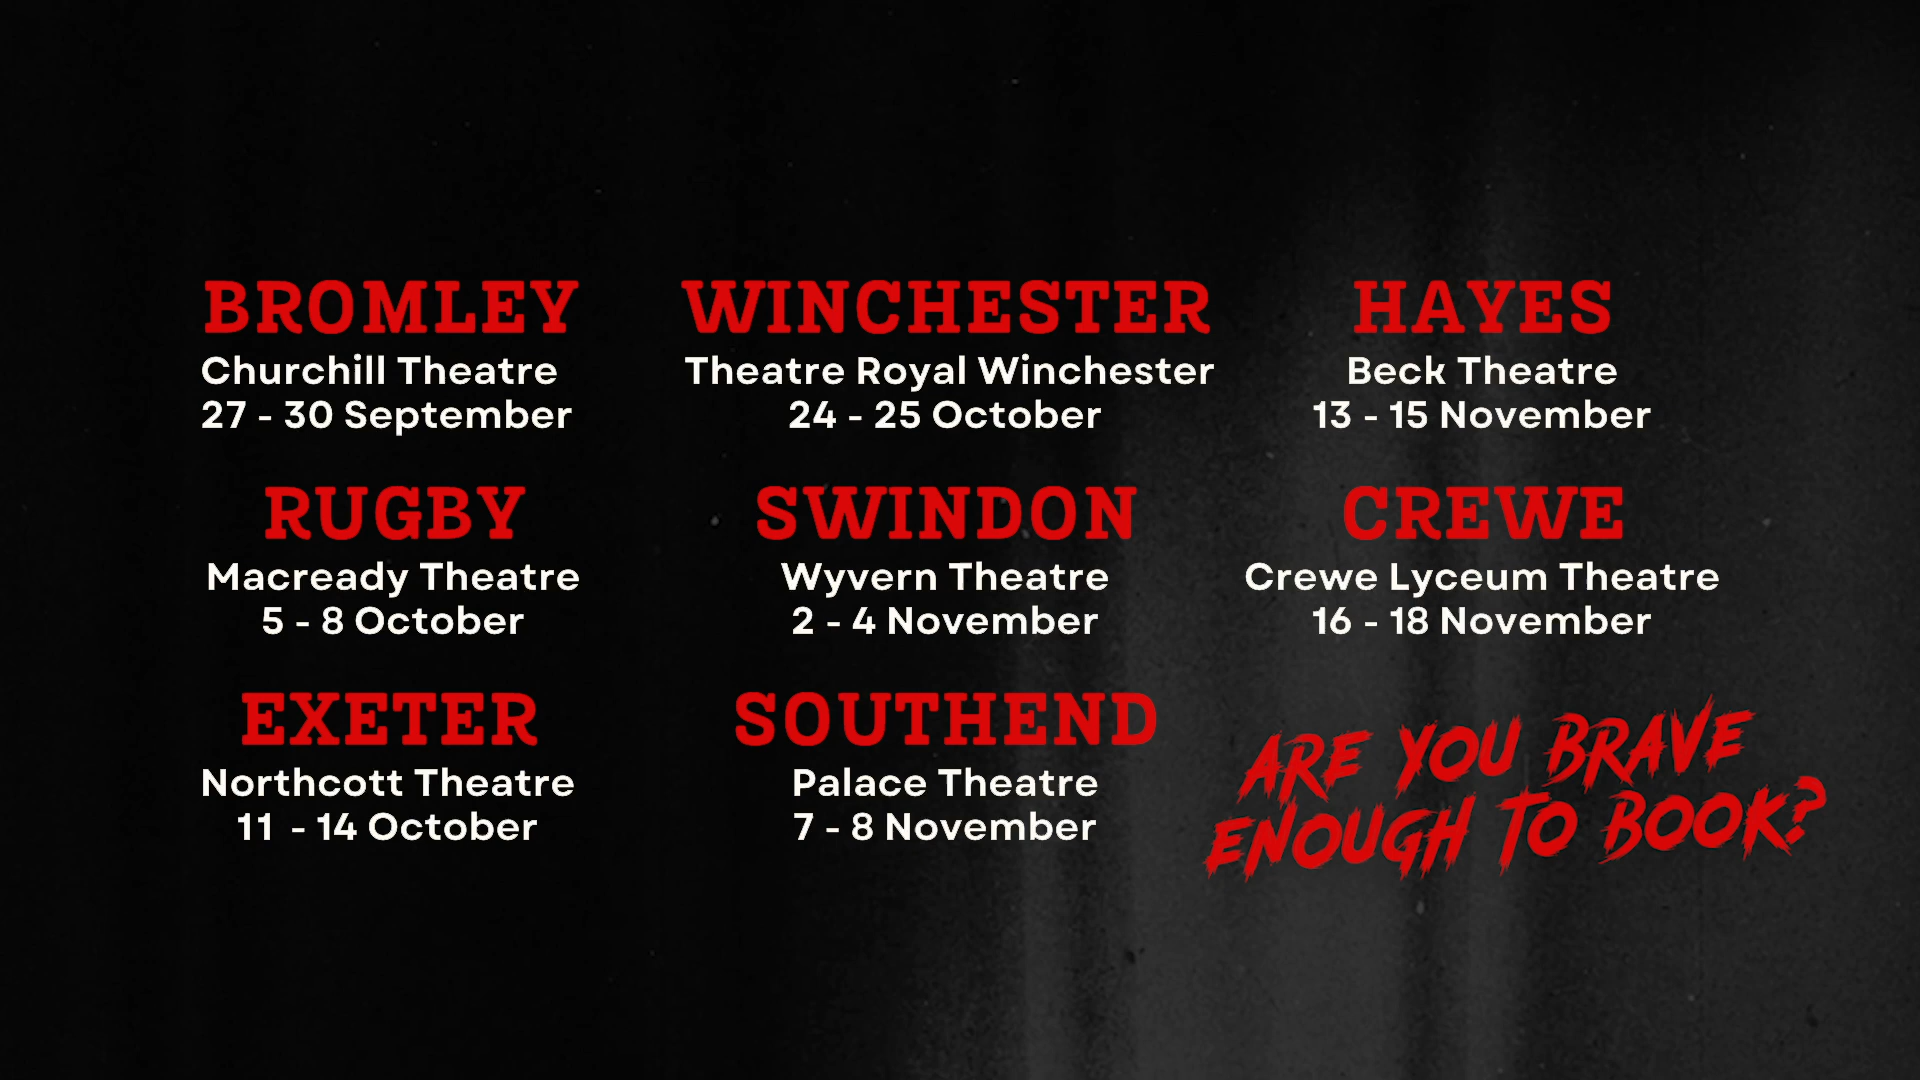 BROMLEY
Churchill Theatre
27 - 30 September
RUGBY
Macready Theatre
5 - 8 October
EXETER
Northcott Theatre
11 - 14 October
WINCHESTER
Theatre Royal Winchester
24 - 25 October
SWINDON
Wyvern Theatre
2 - 4 November
SOUTHEND
Palace Theatre
7 - 8 November
HAYES
Beck Theatre
13 - 15 November
CREWE
Crewe Lyceum Theatre
16 - 18 November
ARE YOU BRAVE
ENOUGH TO BOOK?